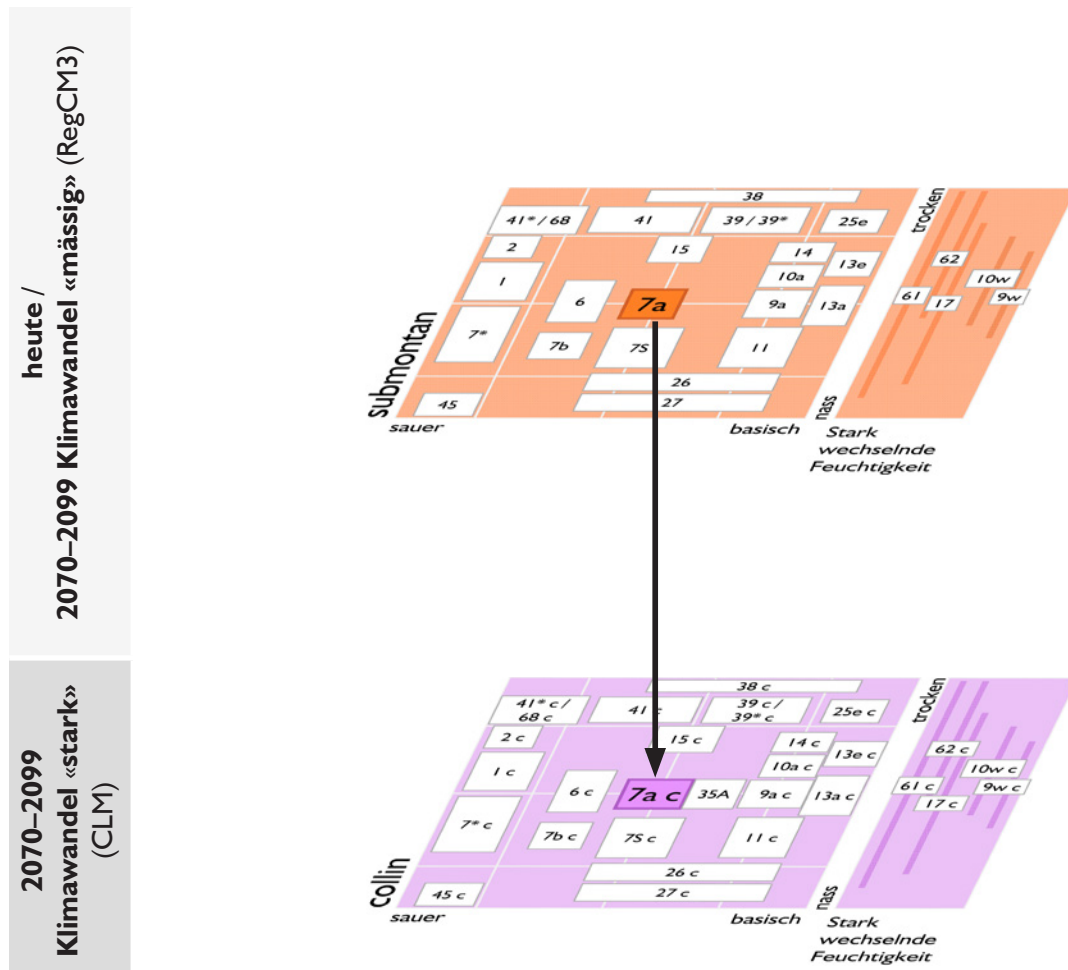 heute /
2070–2099 Klimawandel «mässig» (RegCM3)
38
trocken
41* / 68
41
39 / 39*
25e
2
15
14
13e
62
1
10a
10w
6
7a
9a
13a
61
17
9w
7*
7b
7S
11
26
submontan
45
27
nass
sauer
basisch
Stark
wechselnde
Feuchtigkeit
2070–2099
Klimawandel «stark»
(CLM)
38 c
trocken
41* c /
68 c
41 c
39 c /
39* c
25e c
2 c
15 c
14 c
13e c
62 c
1 c
10a c
10w c
6 c
7a c
35A
9a c
13a c
61 c
17 c
9w c
7* c
7b c
7S c
11 c
26 c
collin
45 c
27 c
nass
sauer
basisch
Stark
wechselnde
Feuchtigkeit